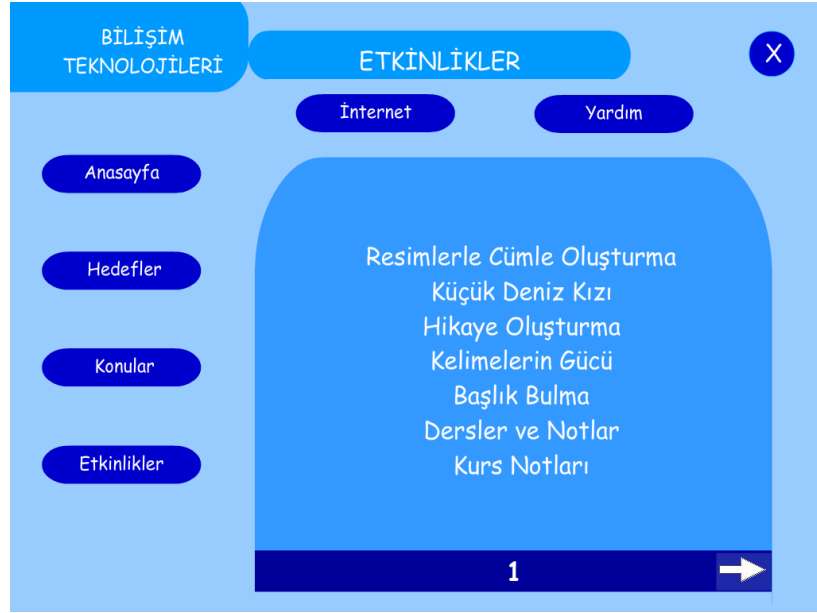 BİLİŞİM
TEKNOLOJİLERİ
ETKİNLİKLER
X
İnternet
Yardım
Anasayfa
Hedefler
Konular
Etkinlikler
Resimlerle Cümle Oluşturma
Küçük Deniz Kızı
Hikaye Oluşturma
Kelimelerin Gücü
Başlık Bulma
Dersler ve Notlar
Kurs Notları
1